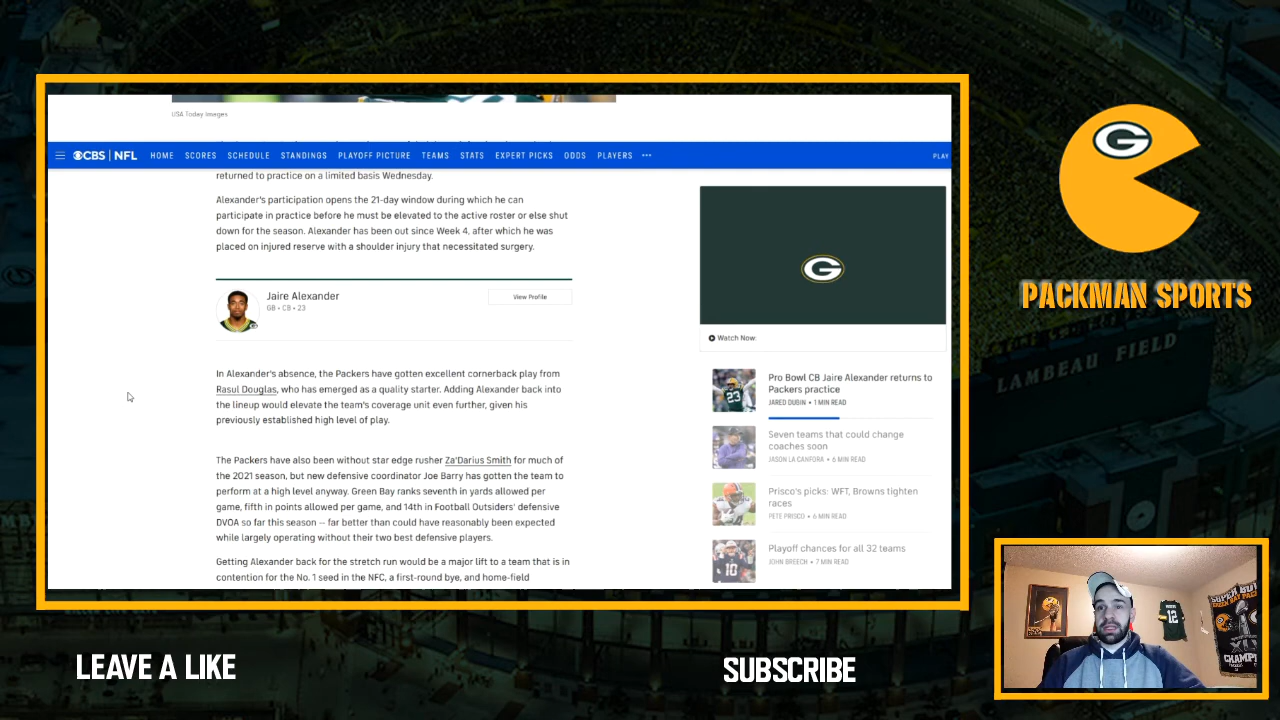 USA Today Images
CBS | NFL HOME SCORES SCHEDULE STANDINGS PLAYOFF PICTURE TEAMS STATS EXPERT PICKS ODDS PLAYERS ••• PLAY
returned to practice on a limited basis Wednesday.
Alexander's participation opens the 21-day window during which he can
participate in practice before he must be elevated to the active roster or else shut
down for the season. Alexander has been out since Week 4, after which he was
placed on injured reserve with a shoulder injury that necessitated surgery.
Jaire Alexander
GB • CB • 23
View Profile
In Alexander's absence, the Packers have gotten excellent cornerback play from
Rasul Douglas, who has emerged as a quality starter. Adding Alexander back into
the lineup would elevate the team's coverage unit even further, given his
previously established high level of play.
The Packers have also been without star edge rusher Za'Darius Smith for much of
the 2021 season, but new defensive coordinator Joe Barry has gotten the team to
perform at a high level anyway. Green Bay ranks seventh in yards allowed per
game, fifth in points allowed per game, and 14th in Football Outsiders' defensive
DVOA so far this season -- far better than could have reasonably been expected
while largely operating without their two best defensive players.
Getting Alexander back for the stretch run would be a major lift to a team that is in
contention for the No. 1 seed in the NFC, a first-round bye, and home-field
G
Watch Now:
23
Pro Bowl CB Jaire Alexander returns to
Packers practice
JARED DUBIN • 1 MIN READ
Seven teams that could change
coaches soon
JASON LA CANFORA • 6 MIN READ
Prisco's picks: WFT, Browns tighten
races
PETE PRISCO • 6 MIN READ
10
Playoff chances for all 32 teams
JOHN BREECH • 7 MIN READ
G
PACKMAN SPORTS
LAMBEAU FIELD
12
SUPER BOWL
GREEN BAY
XLV
CHAMP
LEAVE A LIKE
SUBSCRIBE